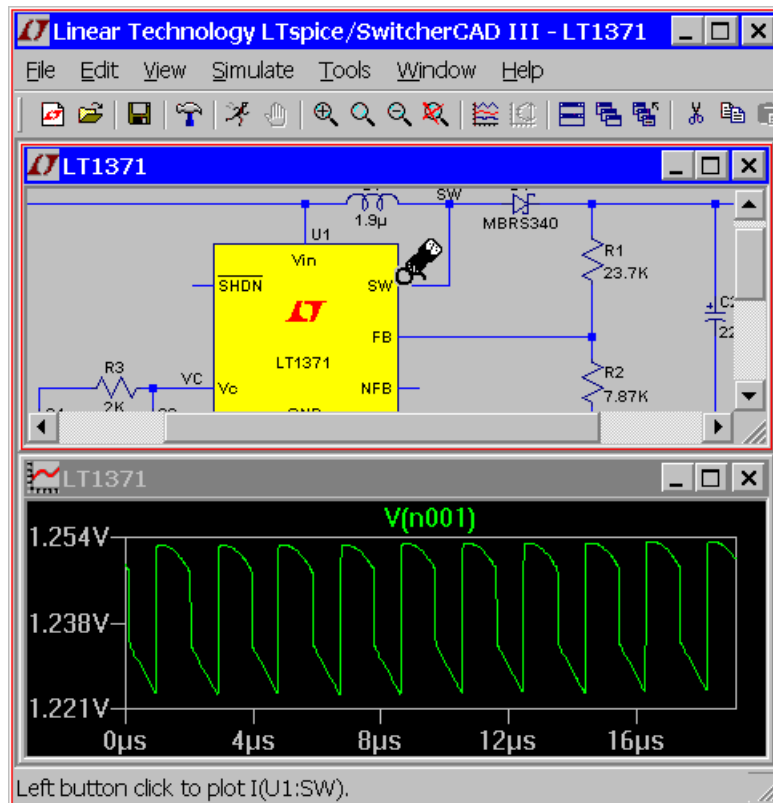 Linear Technology LTspice/SwitcherCAD III - LT1371
File Edit View Simulate Tools Window Help
LT1371
SW
1.9µ
MBRS340
U1
Vin
R1
SHDN
SW
23.7K
FB
LT1371
R3
VC
R2
Vc
NFB
7.87K
2K
LT1371
V(n001)
1.254V
1.238V
1.221V
0µs 4µs 8µs 12µs 16µs
Left button click to plot I(U1:SW).